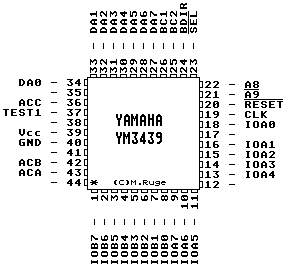 33 - DA1
32 - DA2
31 - DA3
30 - DA4
29 - DA5
28 - DA6
27 - DA7
26 - BC1
25 - BC2
24 - BDIR
23 - SEL
DA0 - 34
35
ACC - 36
TEST1 - 37
38
Vcc - 39
GND - 40
41
ACB - 42
ACA - 43
- 44
YAMAHA
YM3439
* (C)M.Ruge
22 - A8
21 - A9
20 - RESET
19 - CLK
18 - IOA0
17 -
16 - IOA1
15 - IOA2
14 - IOA3
13 - IOA4
12 -
IOB7 - 1
IOB6 - 2
IOB5 - 3
IOB4 - 4
IOB3 - 5
IOB2 - 6
IOB1 - 7
IOB0 - 8
IOA7 - 9
IOA6 - 10
IOA5 - 11